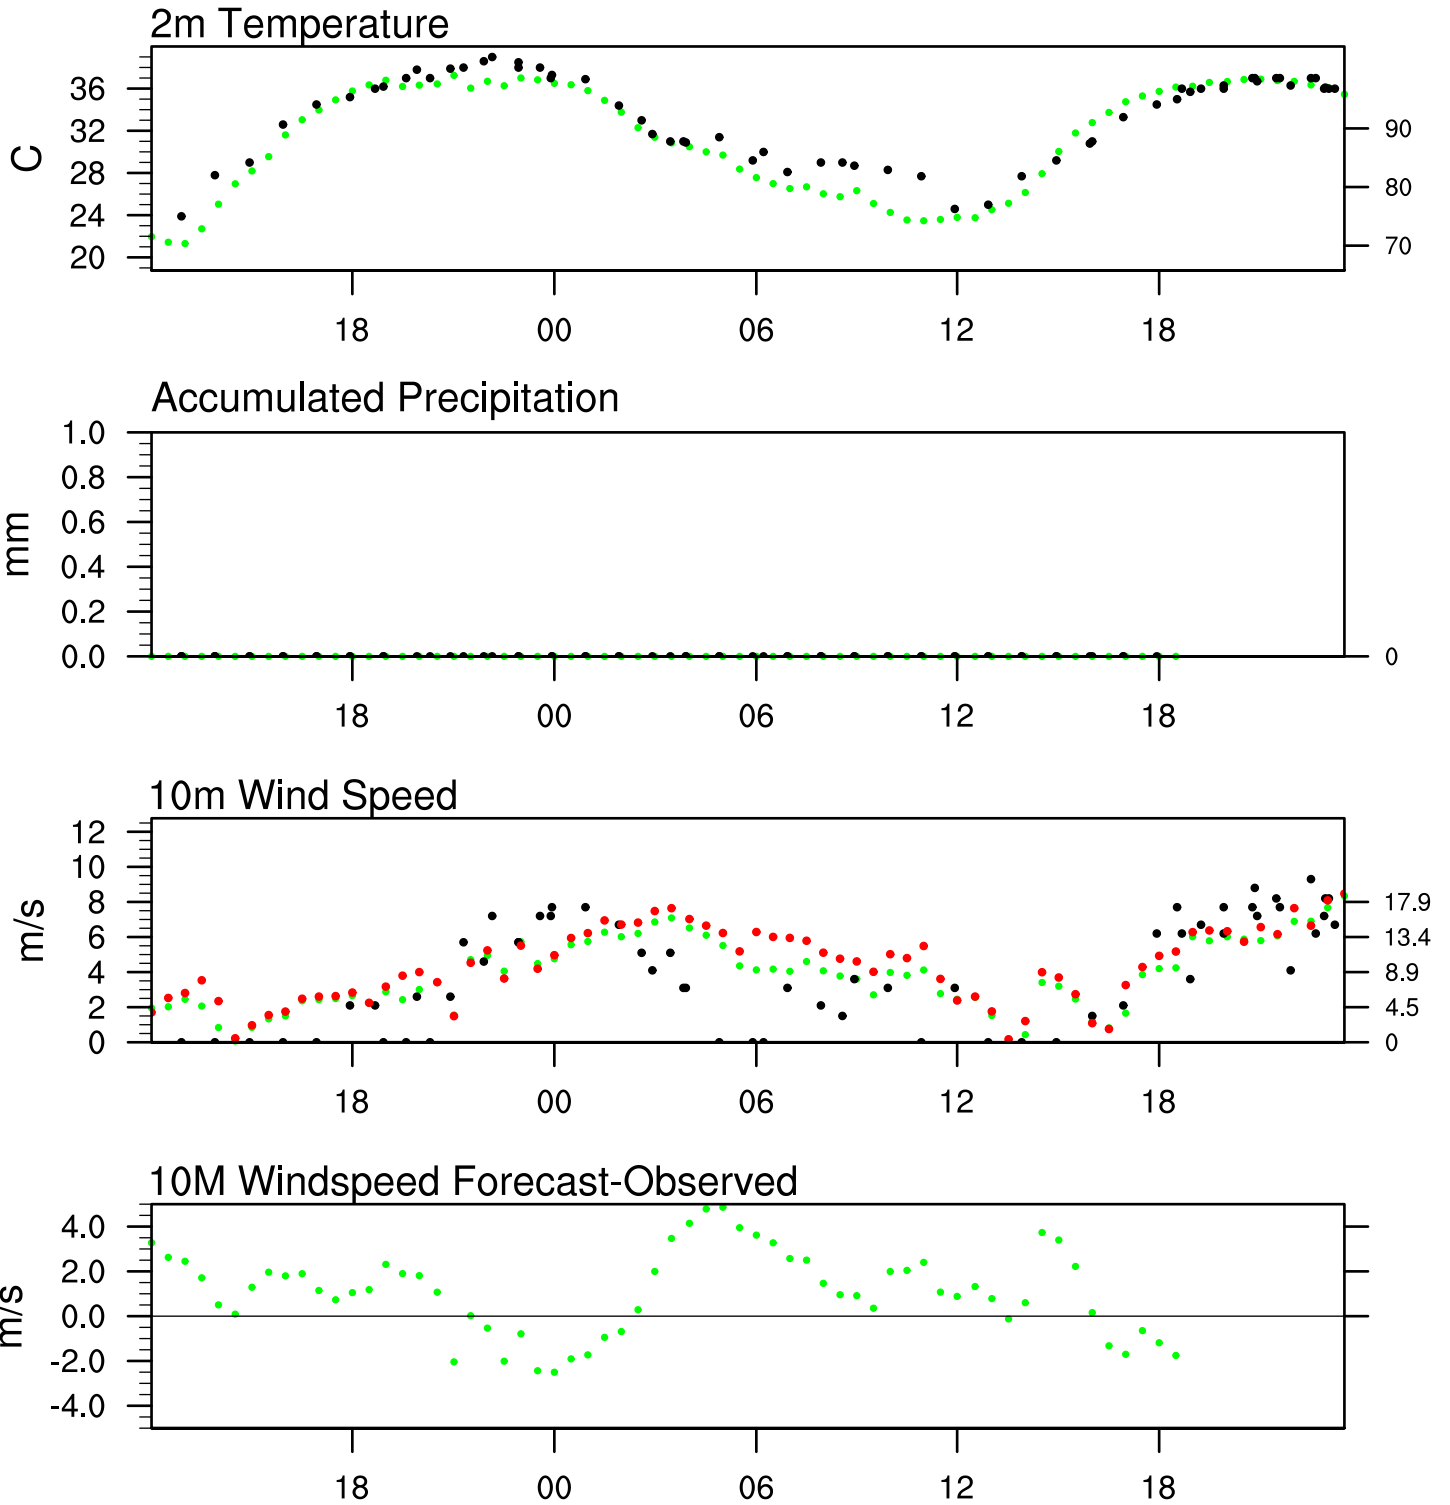 2m Temperature
C
36
32
28
24
20
90
80
70
18 00 06 12 18
Accumulated Precipitation
mm
1.0
0.8
0.6
0.4
0.2
0.0
0
18 00 06 12 18
10m Wind Speed
m/s
12
10
8
6
4
2
0
17.9
13.4
8.9
4.5
0
18 00 06 12 18
10M Windspeed Forecast-Observed
m/s
4.0
2.0
0.0
-2.0
-4.0
18 00 06 12 18